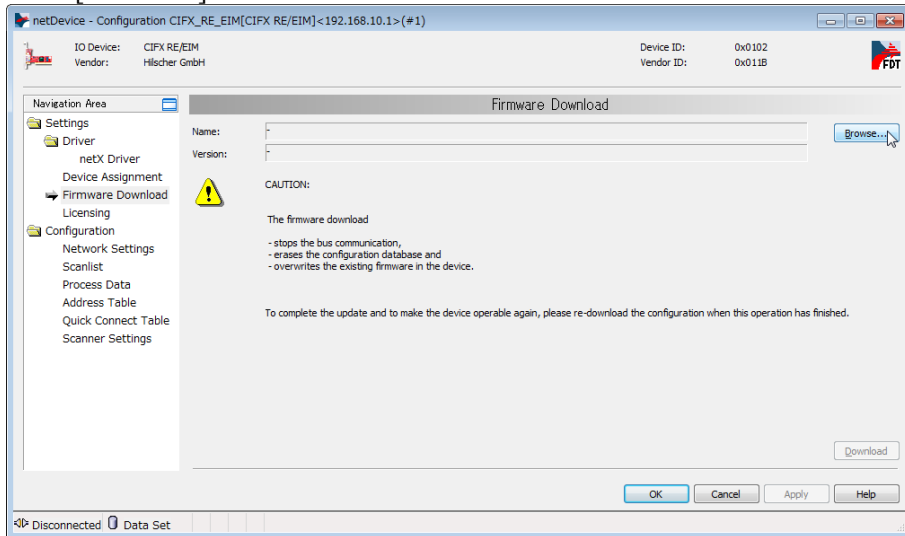 netDevice - Configuration CIFX_RE_EIM[CIFX RE/EIM]<192.168.10.1>(#1)
IO Device: CIFX RE/EIM
Vendor: Hilscher GmbH
Device ID: 0x0102
Vendor ID: 0x011B
FDT
Navigation Area
Settings
Driver
netX Driver
Device Assignment
Firmware Download
Licensing
Configuration
Network Settings
Scanlist
Process Data
Address Table
Quick Connect Table
Scanner Settings
Firmware Download
Name: -
Browse...
Version: -
CAUTION:
The firmware download
- stops the bus communication,
- erases the configuration database and
- overwrites the existing firmware in the device.
To complete the update and to make the device operable again, please re-download the configuration when this operation has finished.
Download
OK Cancel Apply Help
Disconnected Data Set